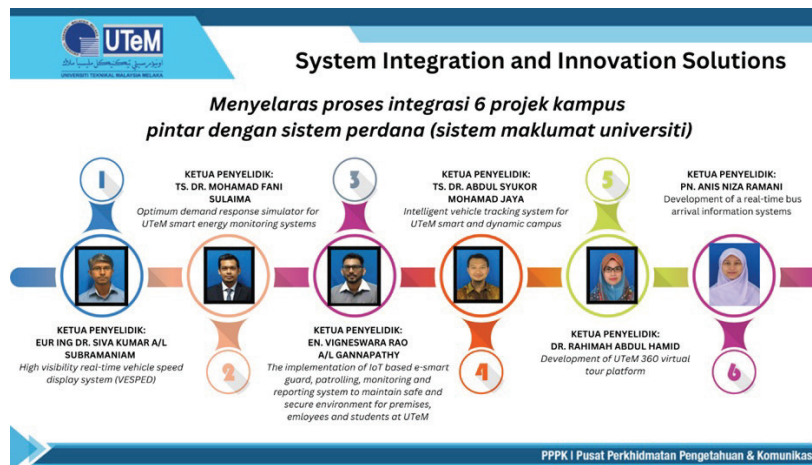 UTeM
اونيۏرسيتي تيكنيكل مليسيا ملاك
UNIVERSITI TEKNIKAL MALAYSIA MELAKA
System Integration and Innovation Solutions
Menyelaras proses integrasi 6 projek kampus
pintar dengan sistem perdana (sistem maklumat universiti)
1
KETUA PENYELIDIK:
EUR ING DR. SIVA KUMAR A/L
SUBRAMANIAM
High visibility real-time vehicle speed
display system (VESPED)
KETUA PENYELIDIK:
TS. DR. MOHAMAD FANI
SULAIMA
Optimum demand response simulator for
UTeM smart energy monitoring systems
2
3
KETUA PENYELIDIK:
EN. VIGNESWARA RAO
A/L GANNAPATHY
The implementation of IoT based e-smart
guard, patrolling, monitoring and
reporting system to maintain safe and
secure environment for premises,
emloyees and students at UTeM
KETUA PENYELIDIK:
TS. DR. ABDUL SYUKOR
MOHAMAD JAYA
Intelligent vehicle tracking system for
UTeM smart and dynamic campus
4
5
KETUA PENYELIDIK:
DR. RAHIMAH ABDUL HAMID
Development of UTeM 360 virtual
tour platform
KETUA PENYELIDIK:
PN. ANIS NIZA RAMANI
Development of a real-time bus
arrival information systems
6
PPPK | Pusat Perkhidmatan Pengetahuan & Komunikas